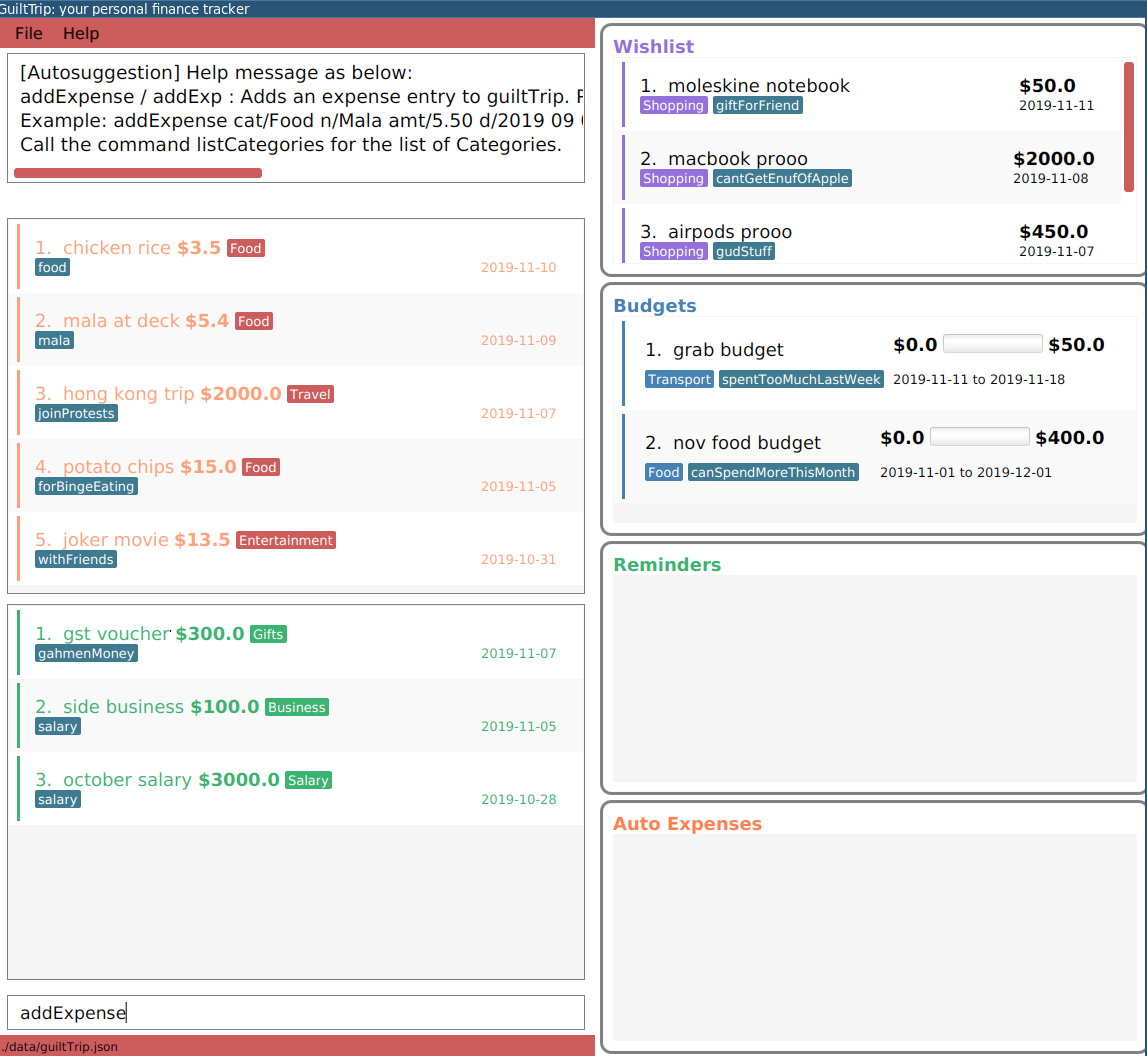 GuiltTrip: your personal finance tracker
File Help
[Autosuggestion] Help message as below:
addExpense / addExp : Adds an expense entry to guiltTrip.
Example: addExpense cat/Food n/Mala amt/5.50 d/2019 09
Call the command listCategories for the list of Categories.
1. chicken rice $3.5 Food
food 2019-11-10
2. mala at deck $5.4 Food
mala 2019-11-09
3. hong kong trip $2000.0 Travel
joinProtests 2019-11-07
4. potato chips $15.0 Food
forBingeEating 2019-11-05
5. joker movie $13.5 Entertainment
withFriends 2019-10-31
1. gst voucher $300.0 Gifts
gahmenMoney 2019-11-07
2. side business $100.0 Business
salary 2019-11-05
3. october salary $3000.0 Salary
salary 2019-10-28
addExpense
./data/guiltTrip.json
Wishlist
1. moleskine notebook $50.0
Shopping giftForFriend 2019-11-11
2. macbook prooo $2000.0
Shopping cantGetEnufOfApple 2019-11-08
3. airpods prooo $450.0
Shopping gudStuff 2019-11-07
Budgets
1. grab budget $0.0 $50.0
Transport spentTooMuchLastWeek 2019-11-11 to 2019-11-18
2. nov food budget $0.0 $400.0
Food canSpendMoreThisMonth 2019-11-01 to 2019-12-01
Reminders
Auto Expenses